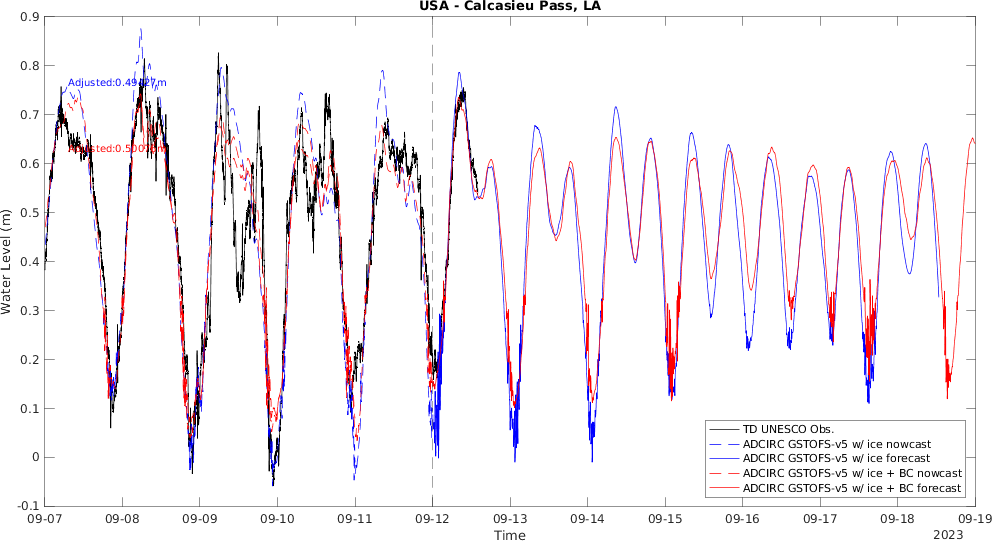 USA - Calcasieu Pass, LA
0.9
0.8
0.7
0.6
0.5
0.4
0.3
0.2
0.1
0
-0.1
Water Level (m)
TD UNESCO Obs.
ADCIRC GSTOFS-v5 w/ ice nowcast
ADCIRC GSTOFS-v5 w/ ice forecast
ADCIRC GSTOFS-v5 w/ ice + BC nowcast
ADCIRC GSTOFS-v5 w/ ice + BC forecast
09-07 09-08 09-09 09-10 09-11 09-12 09-13 09-14 09-15 09-16 09-17 09-18 09-19
Time
2023